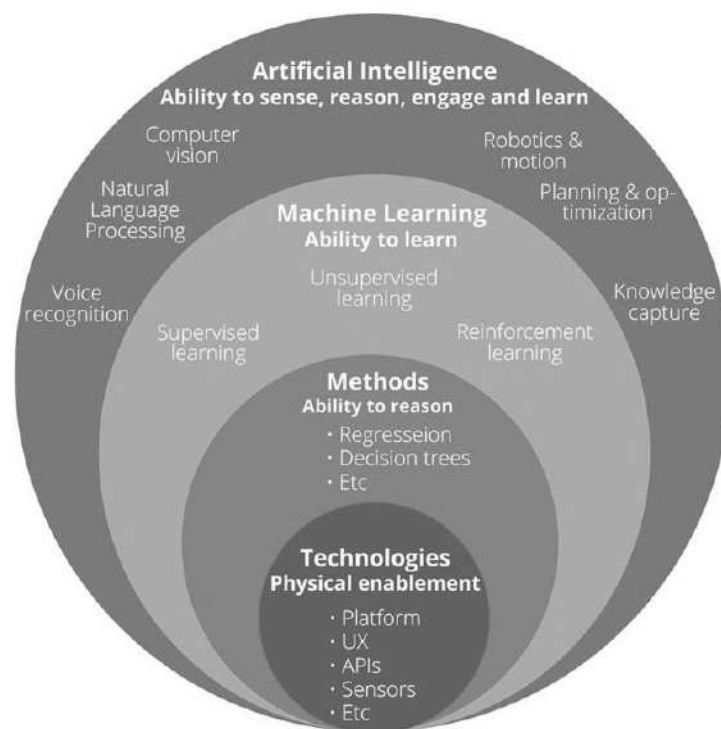 Artificial Intelligence
Ability to sense, reason, engage and learn
Computer
vision
Robotics &
motion
Natural
Language
Processing
Planning & op-
timization
Machine Learning
Ability to learn
Voice
recognition
Unsupervised
learning
Knowledge
capture
Supervised
learning
Reinforcement
learning
Methods
Ability to reason
· Regresseion
· Decision trees
· Etc
Technologies
Physical enablement
· Platform
· UX
· APIs
· Sensors
· Etc